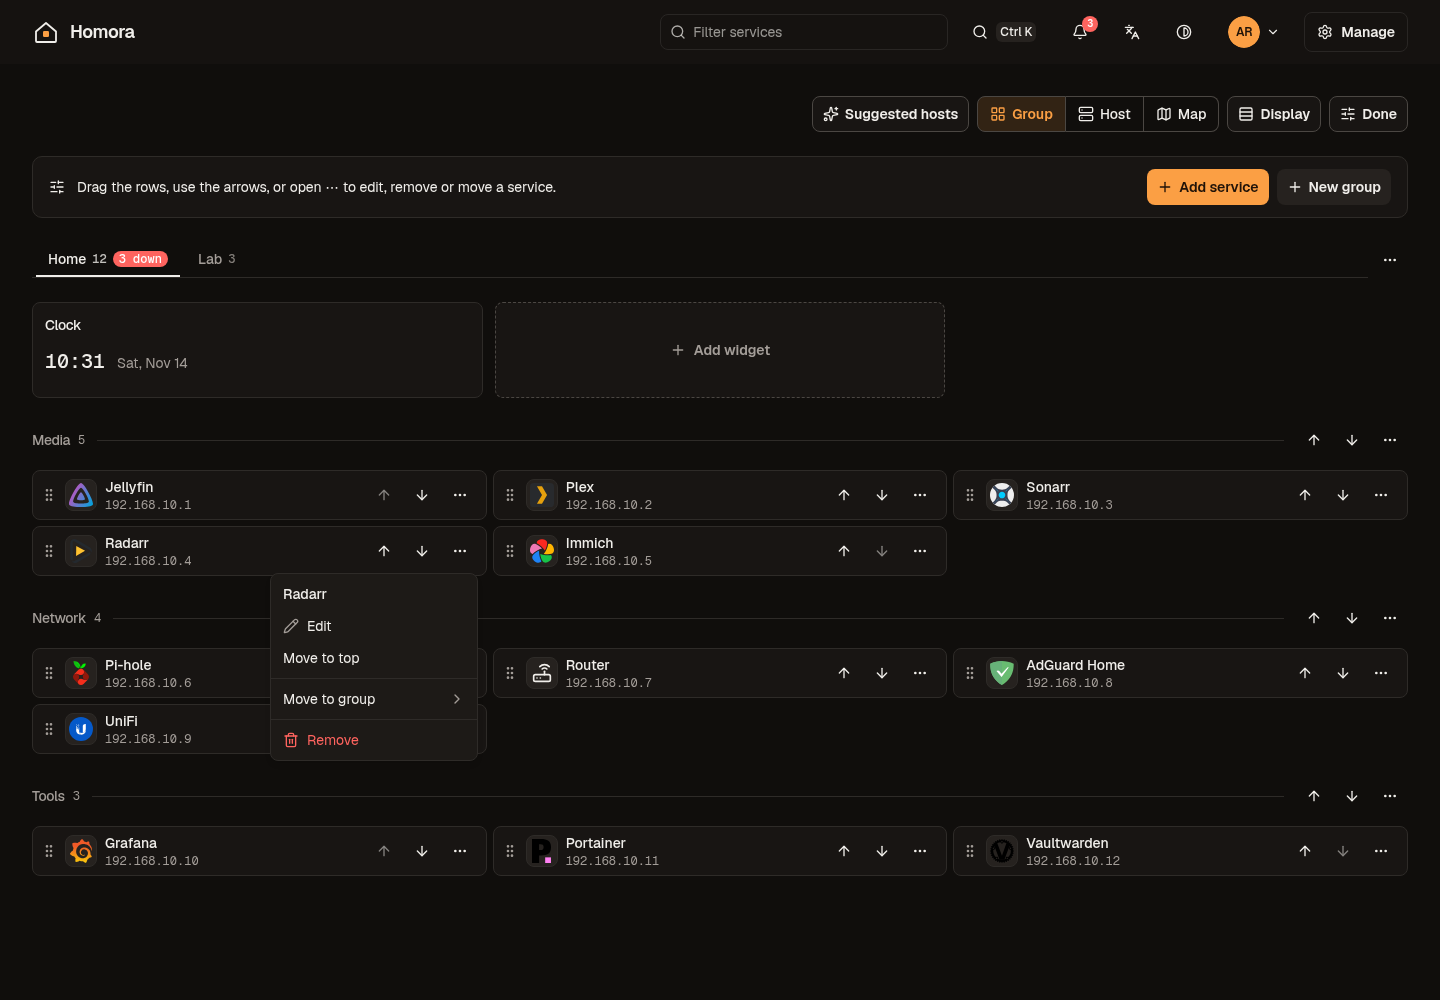 Homora
Filter services
Ctrl K
3
AR
Manage
Suggested hosts
Group
Host
Map
Display
Done
Drag the rows, use the arrows, or open ··· to edit, remove or move a service.
Add service
New group
Home 12 3 down
Lab 3
Clock
10:31 Sat, Nov 14
Add widget
Media 5
Jellyfin
192.168.10.1
Plex
192.168.10.2
Sonarr
192.168.10.3
Radarr
192.168.10.4
Immich
192.168.10.5
Radarr
Edit
Move to top
Move to group
Remove
Network 4
Pi-hole
192.168.10.6
Router
192.168.10.7
AdGuard Home
192.168.10.8
UniFi
192.168.10.9
Tools 3
Grafana
192.168.10.10
Portainer
192.168.10.11
Vaultwarden
192.168.10.12